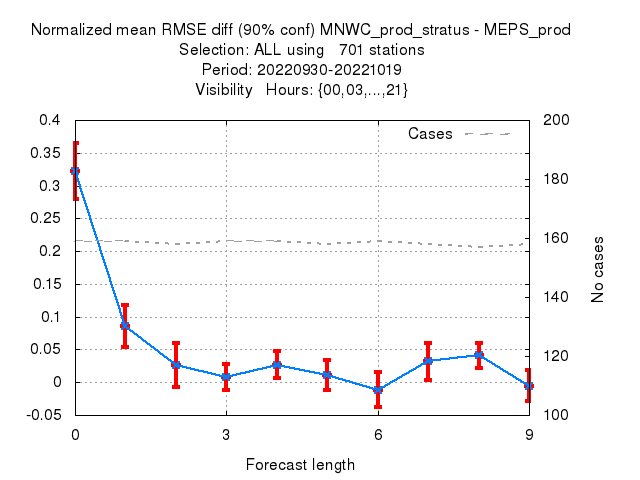 Normalized mean RMSE diff (90% conf) MNWC_prod_stratus - MEPS_prod
Selection: ALL using 701 stations
Period: 20220930-20221019
Visibility Hours: {00,03,...,21}
Cases
0.4
0.35
0.3
0.25
0.2
0.15
0.1
0.05
0
-0.05
200
180
160
140
120
100
No cases
0 3 6 9
Forecast length